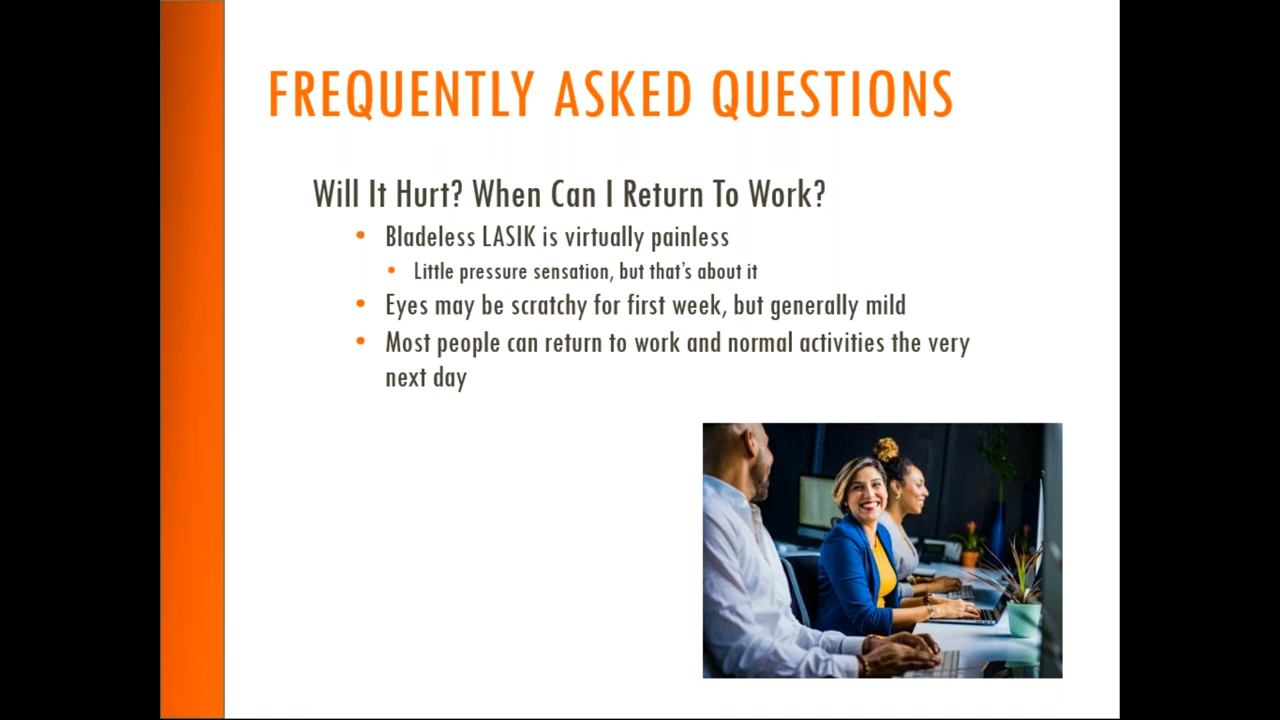 FREQUENTLY ASKED QUESTIONS
Will It Hurt? When Can I Return To Work?
• Bladeless LASIK is virtually painless
• Little pressure sensation, but that's about it
• Eyes may be scratchy for first week, but generally mild
• Most people can return to work and normal activities the very
next day